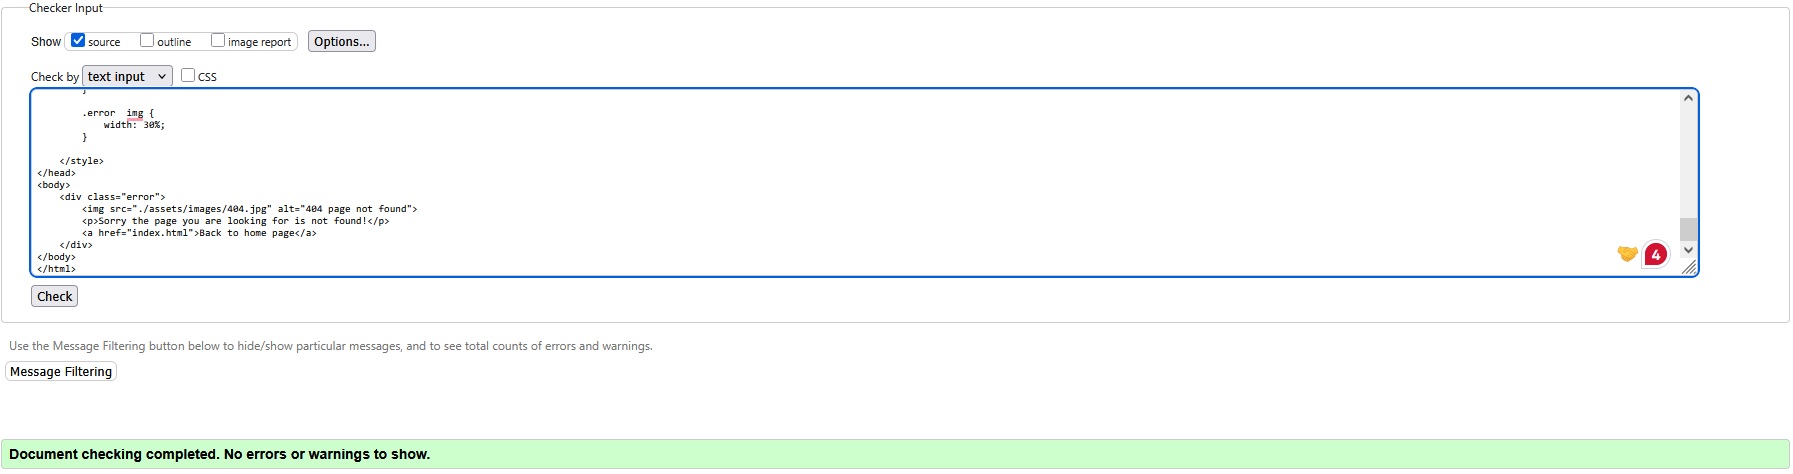 Checker Input
Show source outline image report Options...
Check by text input CSS
}
.error  img {
width: 30%;
}
</style>
</head>
<body>
<div class="error">
<img src="./assets/images/404.jpg" alt="404 page not found">
<p>Sorry the page you are looking for is not found!</p>
<a href="index.html">Back to home page</a>
</div>
</body>
</html>
4
Check
Use the Message Filtering button below to hide/show particular messages, and to see total counts of errors and warnings.
Message Filtering
Document checking completed. No errors or warnings to show.